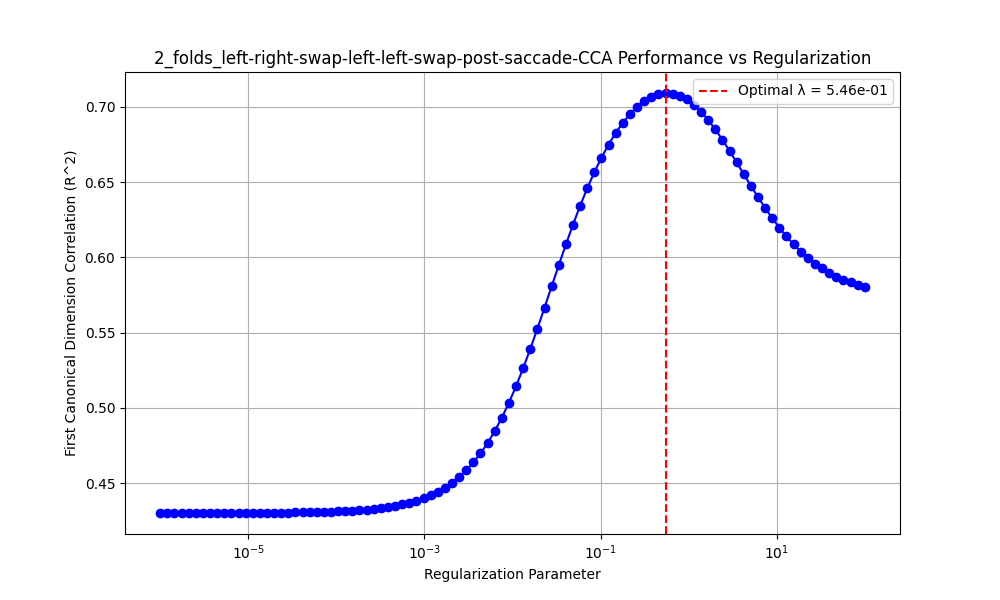 2_folds_left-right-swap-left-left-swap-post-saccade-CCA Performance vs Regularization
Optimal λ = 5.46e-01
First Canonical Dimension Correlation (R^2)
0.70
0.65
0.60
0.55
0.50
0.45
10⁻⁵ 10⁻³ 10⁻¹ 10¹
Regularization Parameter